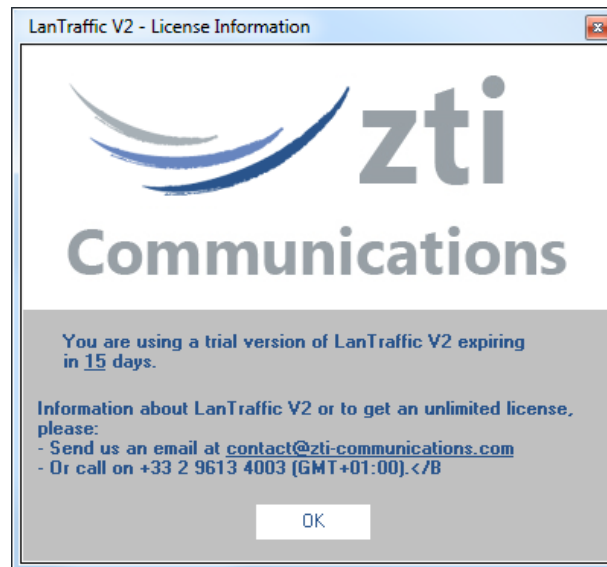 LanTraffic V2 - License Information
zti
Communications
You are using a trial version of LanTraffic V2 expiring
in 15 days.
Information about LanTraffic V2 or to get an unlimited license,
please:
- Send us an email at contact@zti-communications.com
- Or call on +33 2 9613 4003 (GMT+01:00).</B
OK